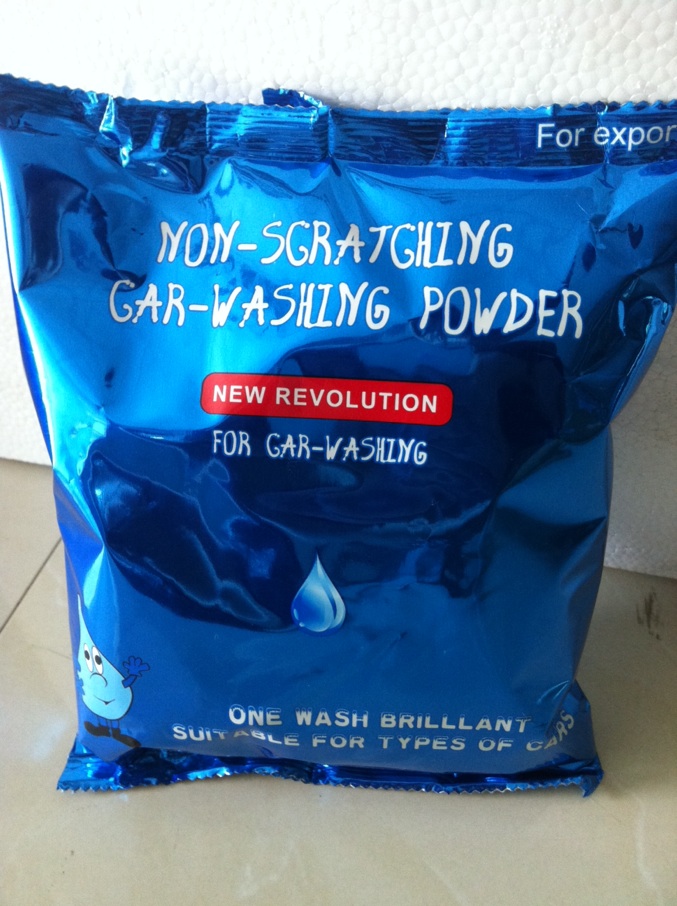 For expor
NON-SCRATCHING
CAR-WASHING POWDER
NEW REVOLUTION
FOR CAR-WASHING
ONE WASH BRILLLANT
SUITABLE FOR TYPES OF CARS